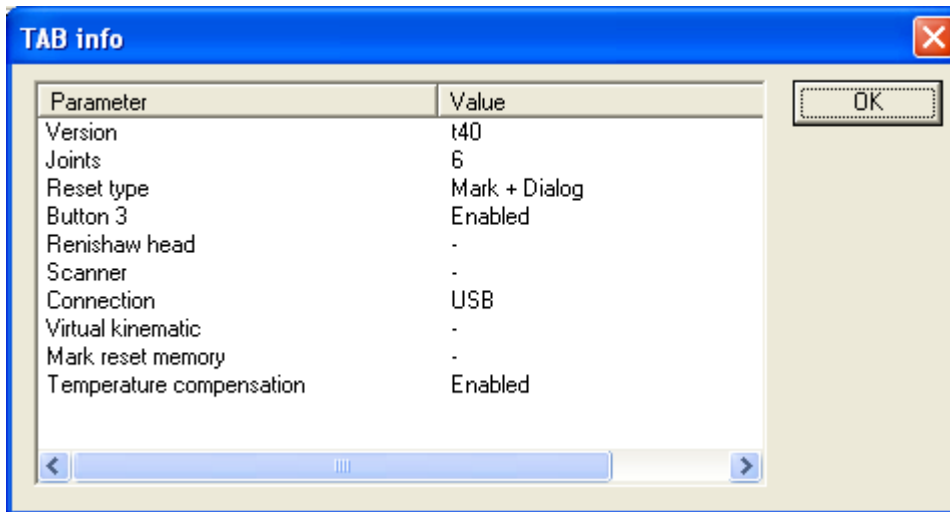 TAB info
Parameter Value
OK
Version t40
Joints 6
Reset type Mark + Dialog
Button 3 Enabled
Renishaw head -
Scanner -
Connection USB
Virtual kinematic -
Mark reset memory -
Temperature compensation Enabled